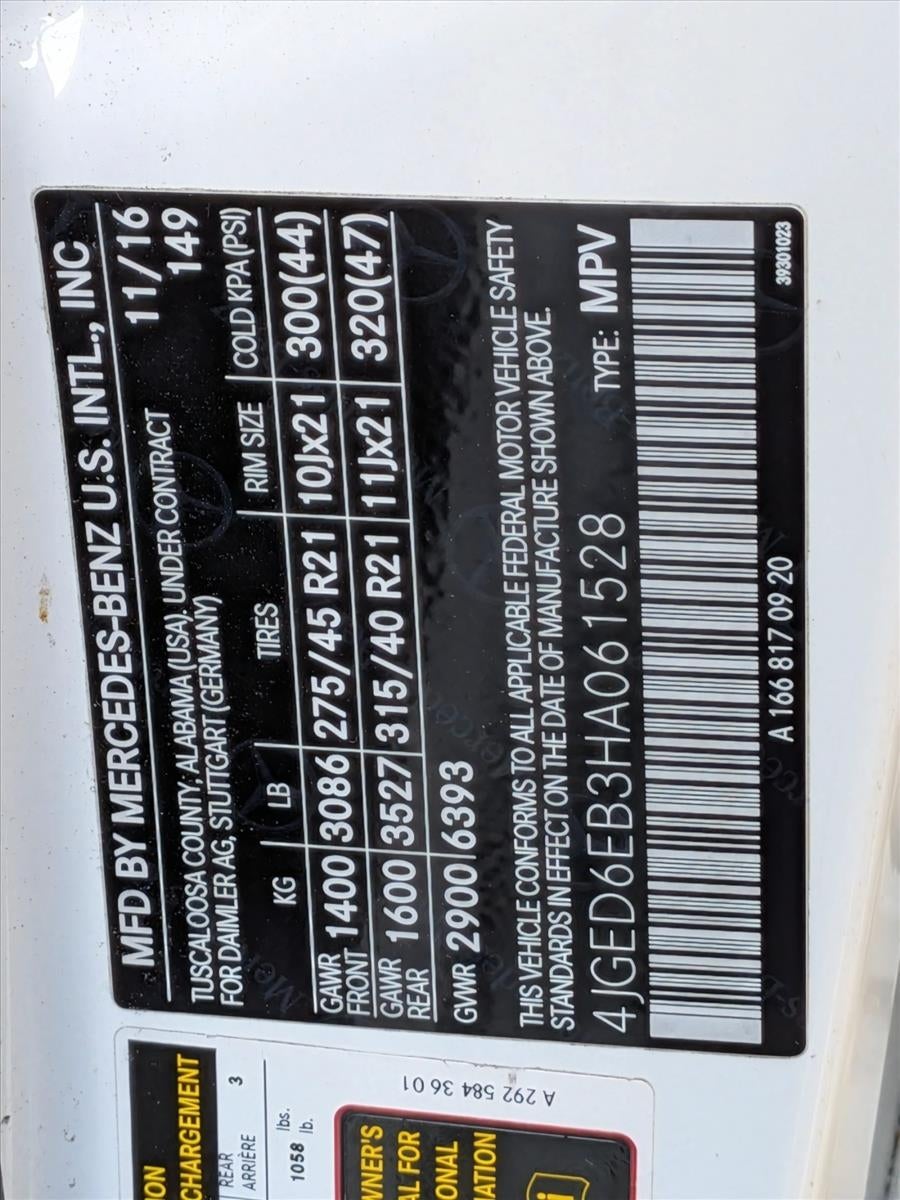 MFD BY MERCEDES-BENZ U.S. INTL., INC
TUSCALOOSA COUNTY, ALABAMA (USA). UNDER CONTRACT 11/16
FOR DAIMLER AG, STUTTGART (GERMANY) 149
KG LB TIRES RIM SIZE COLD KPA (PSI)
GAWR FRONT 1400 3086 275/45 R21 10Jx21 300(44)
GAWR REAR 1600 3527 315/40 R21 11Jx21 320(47)
GVWR 2900 6393
THIS VEHICLE CONFORMS TO ALL APPLICABLE FEDERAL MOTOR VEHICLE SAFETY
STANDARDS IN EFFECT ON THE DATE OF MANUFACTURE SHOWN ABOVE.
4JGED6EB3HA061528 TYPE: MPV
A 166 817 09 20 39301023
ION
CHARGEMENT
REAR
ARRIÈRE 3
lbs.
1058 lb.
A 292 584 36 01
WNER'S
AL FOR
ONAL
ATION
i